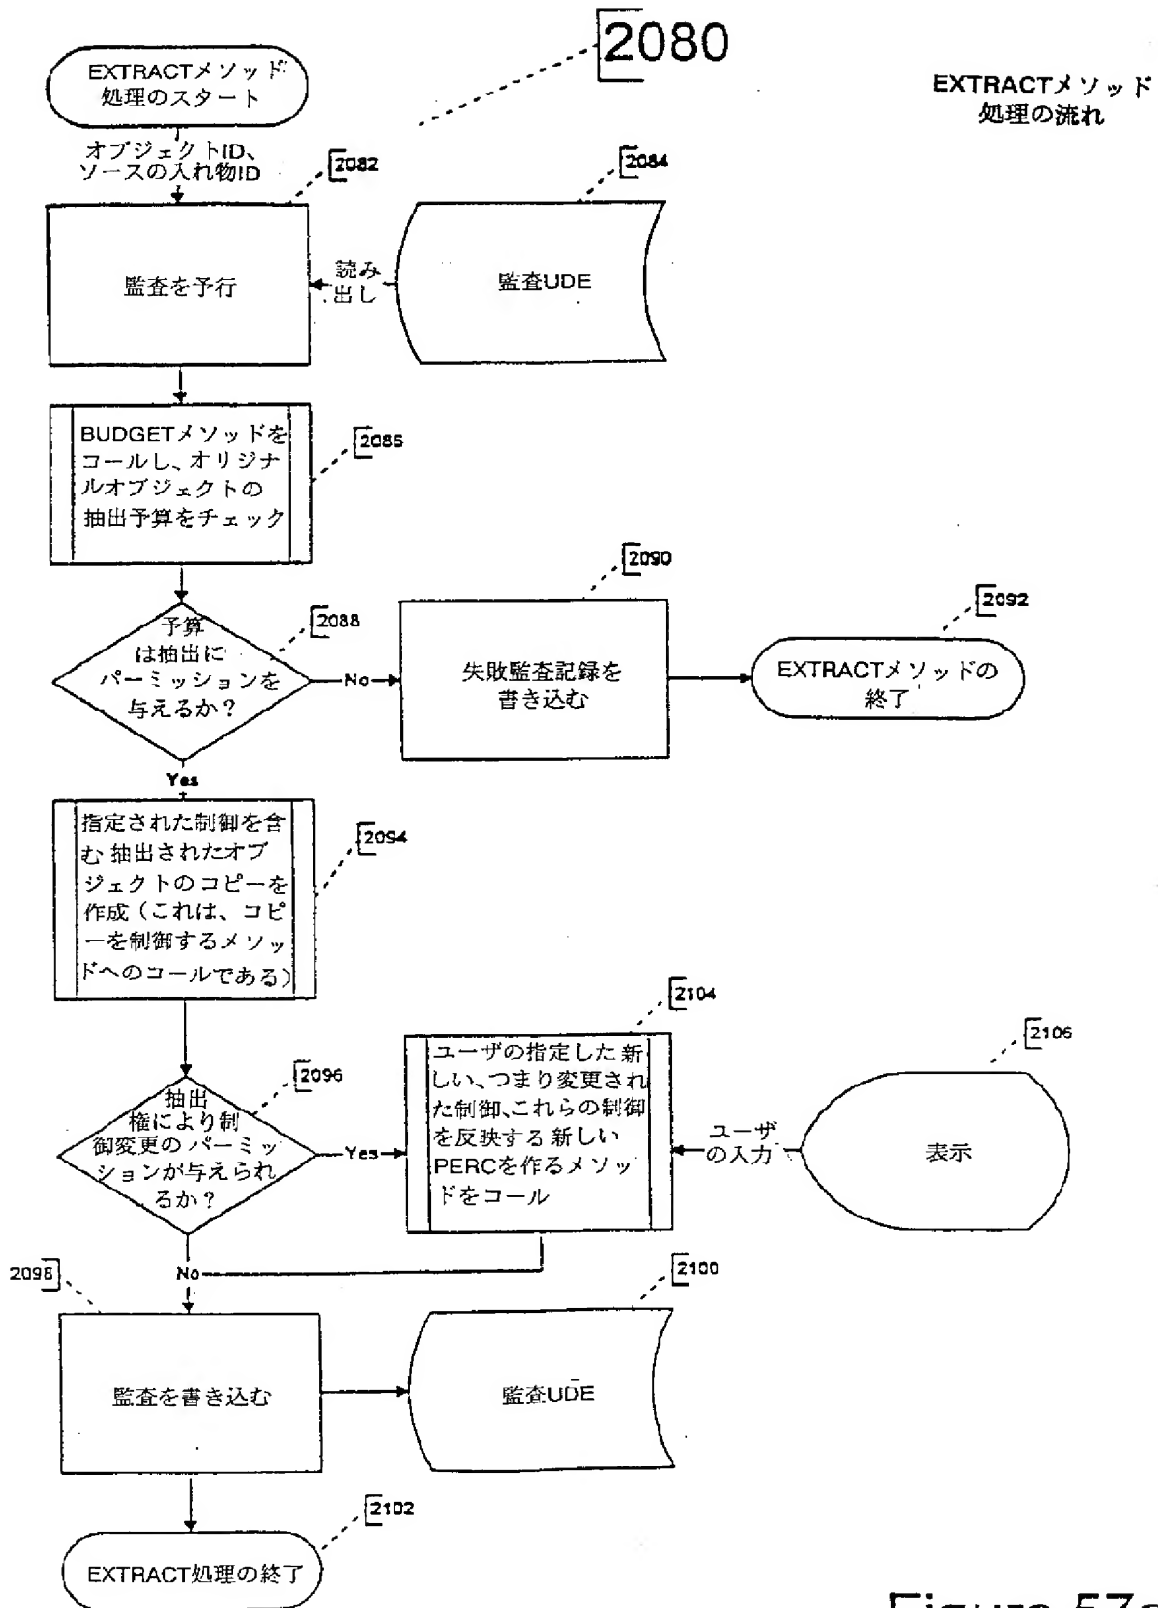 2080
EXTRACTメソッド
処理の流れ
EXTRACTメソッド
処理のスタート
オブジェクトID、
ソースの入れ物ID
2082
2084
監査を予行
読み
出し
監査UDE
BUDGETメソッドを
コールし、オリジナ
ルオブジェクトの
抽出予算をチェック
2086
予算
は抽出に
パーミッションを
与えるか?
2088
No
2090
失敗監査記録を
書き込む
2092
EXTRACTメソッドの
終了
Yes
指定された制御を含
む抽出されたオブ
ジェクトのコピーを
作成(これは、コピ
ーを制御するメソッ
ドへのコールである)
2094
抽出
権により制
御変更のパーミッ
ションが与えられ
るか?
2096
Yes
2104
ユーザの指定した新
しい、つまり変更され
た制御、これらの制御
を反映する新しい
PERCを作るメソッ
ドをコール
ユーザ
の入力
2106
表示
No
2098
監査を書き込む
2100
監査UDE
2102
EXTRACT処理の終了
Figure 57a